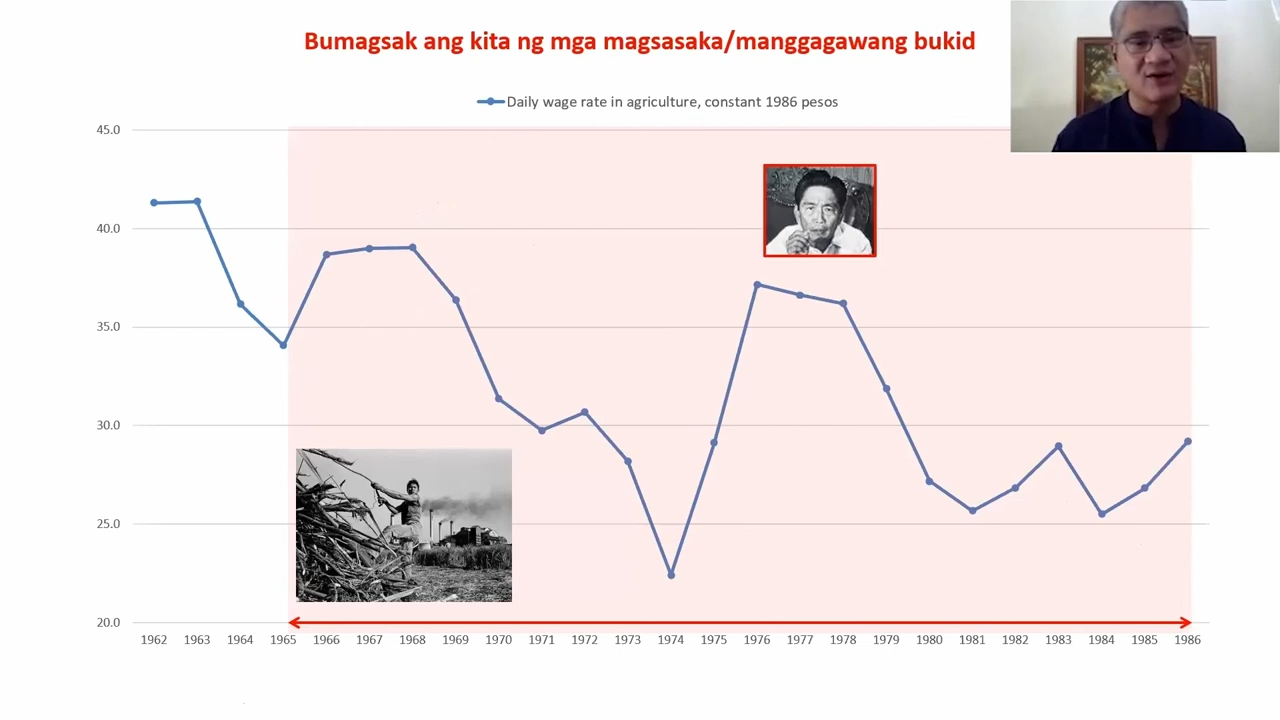 Bumagsak ang kita ng mga magsasaka/manggagawang bukid
Daily wage rate in agriculture, constant 1986 pesos
45.0
40.0
35.0
30.0
25.0
20.0
1962 1963 1964 1965 1966 1967 1968 1969 1970 1971 1972 1973 1974 1975 1976 1977 1978 1979 1980 1981 1982 1983 1984 1985 1986